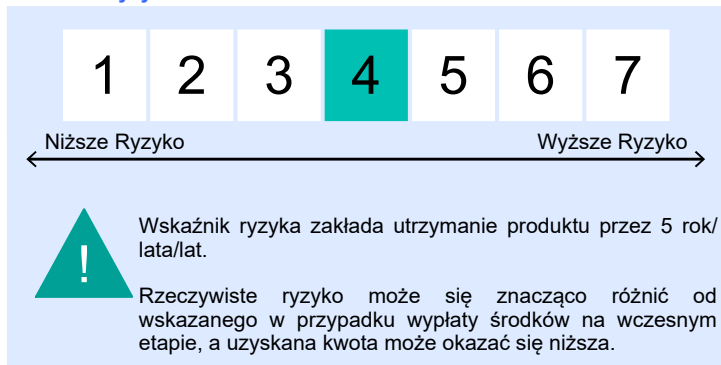 1 2 3 4 5 6 7
Niższe Ryzyko Wyższe Ryzyko
!
Wskaźnik ryzyka zakłada utrzymanie produktu przez 5 rok/
lata/lat.
Rzeczywiste ryzyko może się znacząco różnić od
wskazanego w przypadku wypłaty środków na wczesnym
etapie, a uzyskana kwota może okazać się niższa.